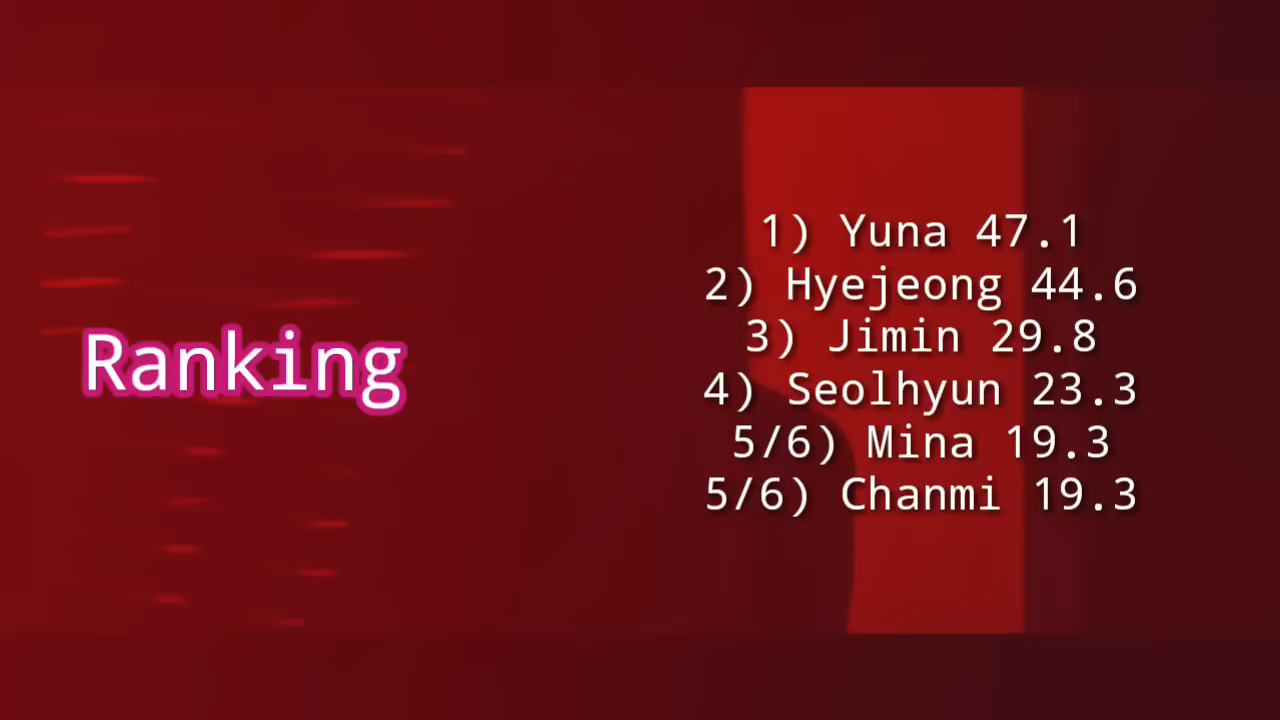 Ranking
1) Yuna 47.1
2) Hyejeong 44.6
3) Jimin 29.8
4) Seolhyun 23.3
5/6) Mina 19.3
5/6) Chanmi 19.3